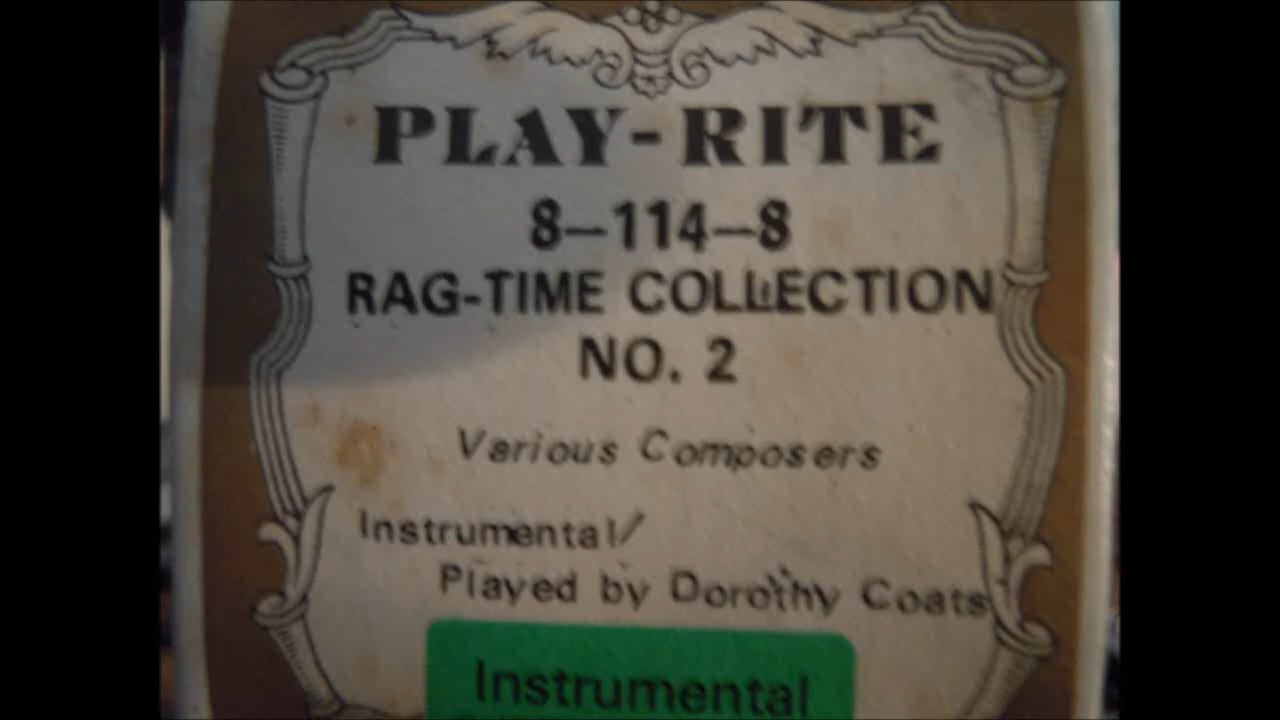 PLAY-RITE
8-114-8
RAG-TIME COLLECTION
NO. 2
Various Composers
Instrumental/
Played by Dorothy Coats
Instrumental